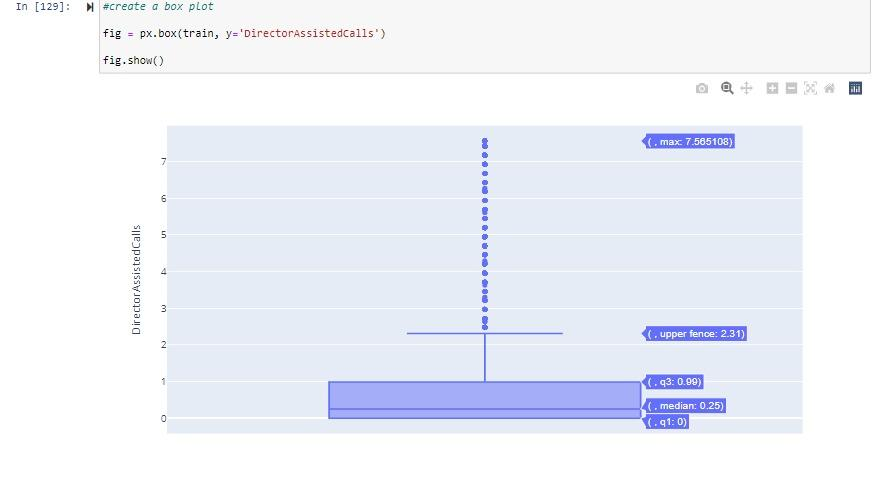 In [129]:
#create a box plot
fig = px.box(train, y='DirectorAssistedCalls')
fig.show()
(, max: 7.565108)
7
6
5
4
3
2
1
0
DirectorAssistedCalls
(, upper fence: 2.31)
(, q3: 0.99)
(, median: 0.25)
(, q1: 0)